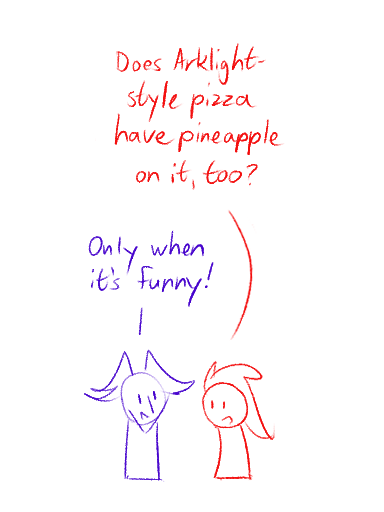 Does Arklight-
style pizza
have pineapple
on it, too?
Only when
it's funny!